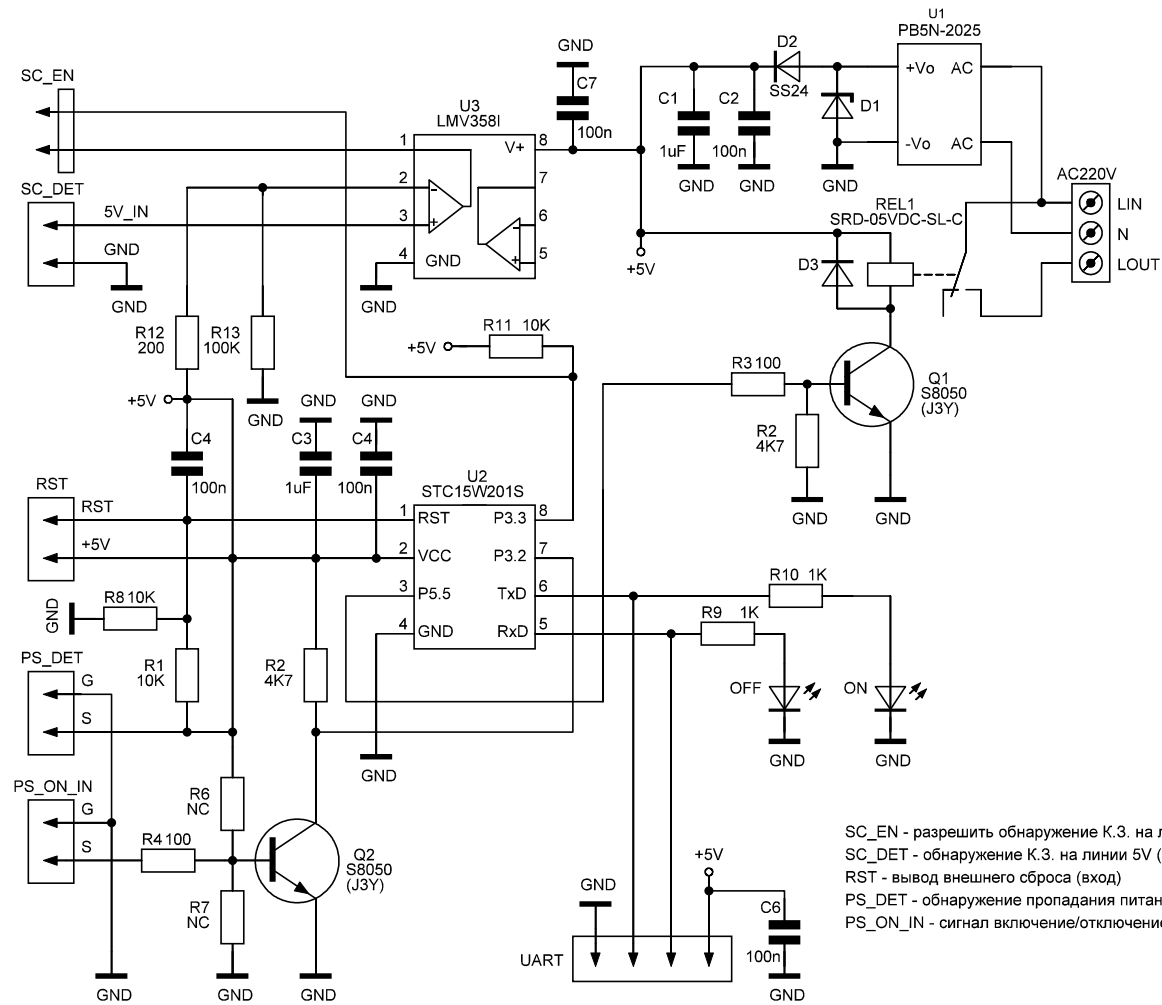 U1
PB5N-2025
GND
GND
D2
SS24
+Vo
AC
SC_EN
C7
100n
U3
LMV358I
C1
1uF
C2
100n
D1
-Vo
AC
1
V+
8
GND
GND
GND
AC220V
2
7
SC_DET
REL1
SRD-05VDC-SL-C
LIN
5V_IN
3
6
N
GND
4
GND
5
+5V
D3
LOUT
GND
GND
R12
200
R13
100K
R11 10K
+5V
R3 100
Q1
S8050
(J3Y)
+5V
GND
GND
GND
R2
4K7
C4
100n
C3
1uF
C4
100n
U2
STC15W201S
GND
GND
RST
RST
1
RST
P3.3
8
+5V
2
VCC
P3.2
7
3
P5.5
TxD
6
R10 1K
GND
R8 10K
4
GND
RxD
5
R9 1K
PS_DET
G
R1
10K
R2
4K7
OFF
ON
S
GND
GND
GND
PS_ON_IN
G
R6
NC
S
R4 100
Q2
S8050
(J3Y)
R7
NC
GND
GND
GND
+5V
GND
C6
100n
UART
GND
SC_EN - разрешить обнаружение К.З. на
SC_DET - обнаружение К.З. на линии 5V (
RST - вывод внешнего сброса (вход)
PS_DET - обнаружение пропадания
PS_ON_IN - сигнал